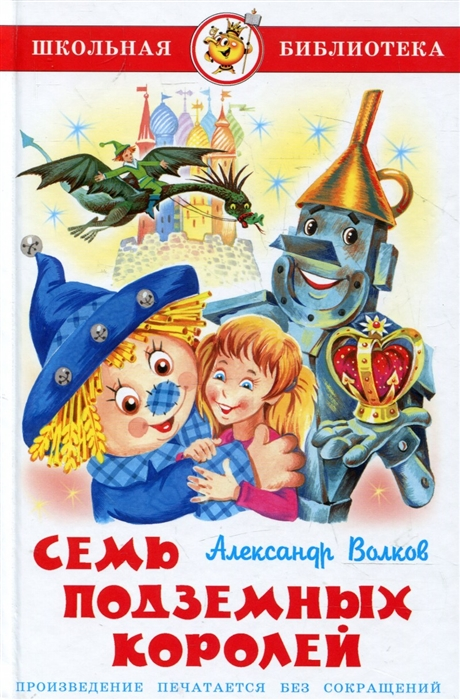 ШКОЛЬНАЯ БИБЛИОТЕКА
Александр Волков
СЕМЬ
ПОДЗЕМНЫХ
КОРОЛЕЙ
ПРОИЗВЕДЕНИЕ ПЕЧАТАЕТСЯ БЕЗ СОКРАЩЕНИЙ